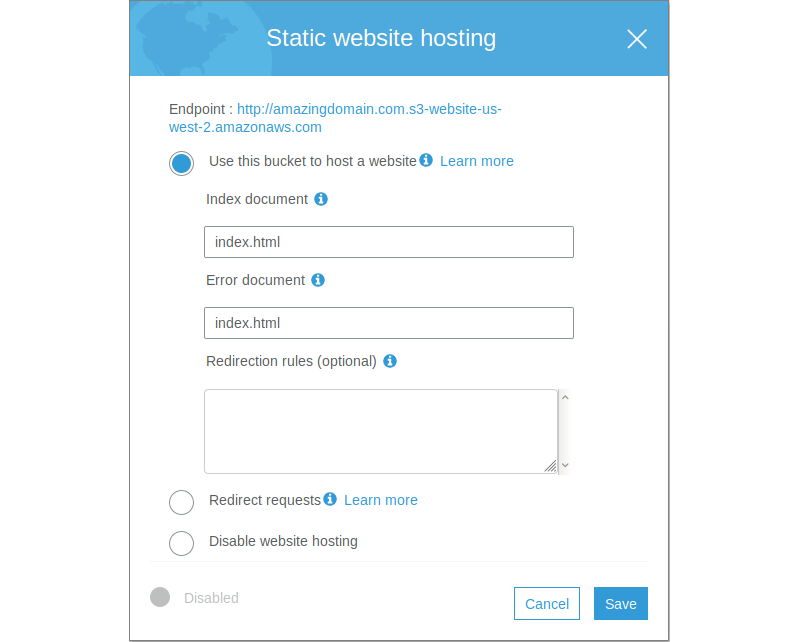 Static website hosting
Endpoint : http://amazingdomain.com.s3-website-us-
west-2.amazonaws.com
Use this bucket to host a website Learn more
Index document
index.html
Error document
index.html
Redirection rules (optional)
Redirect requests Learn more
Disable website hosting
Disabled
Cancel Save